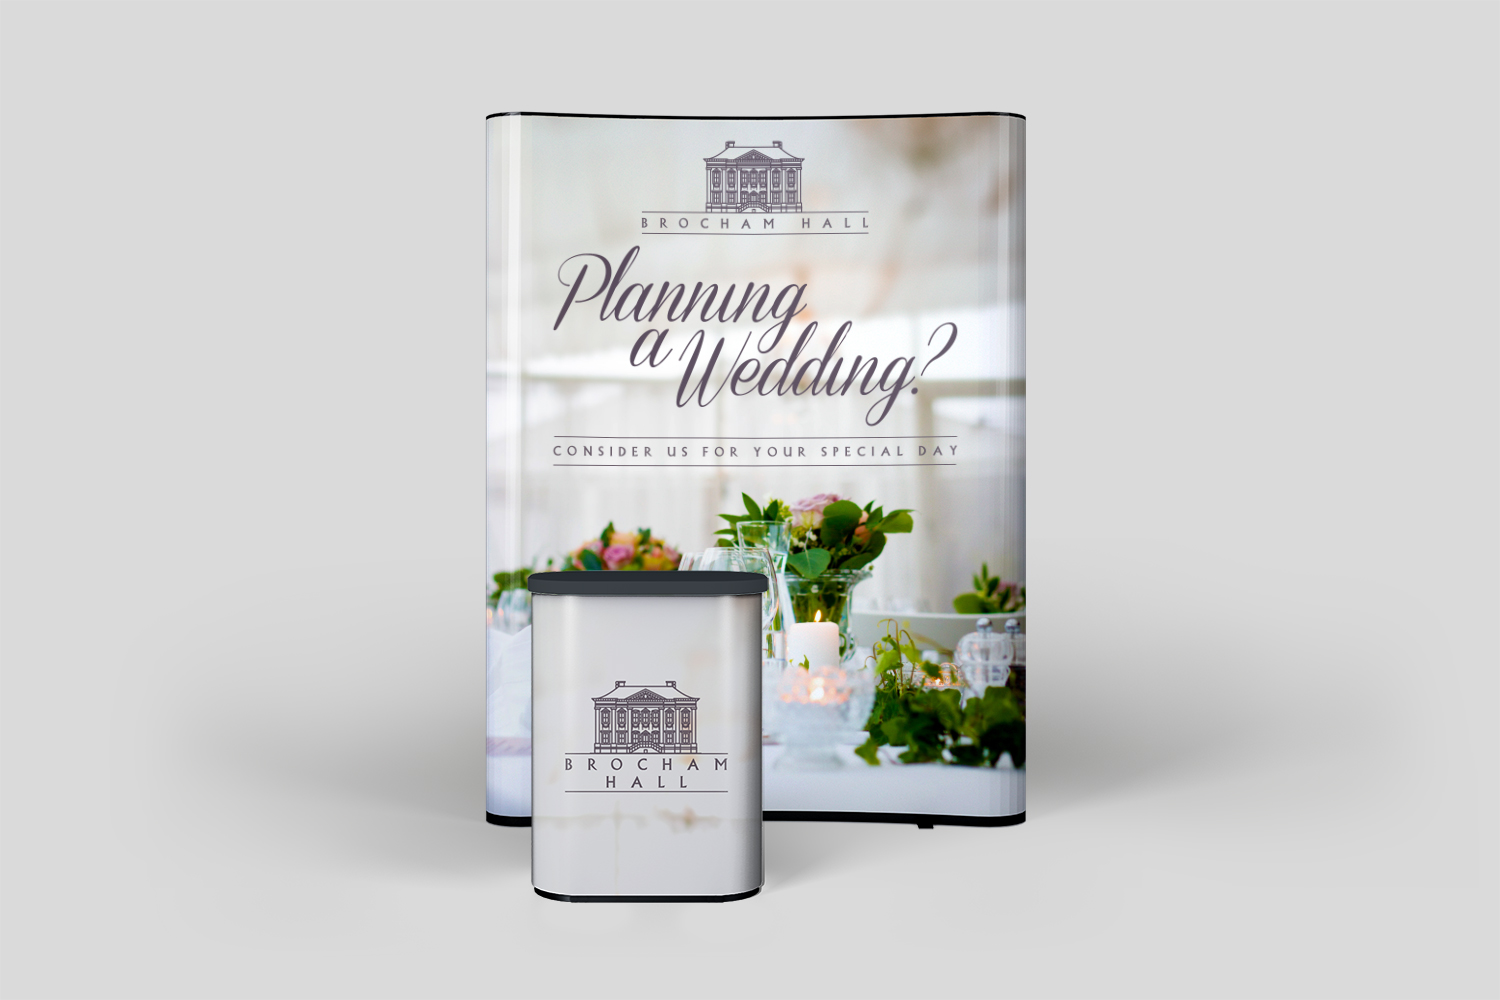 BROCHAM HALL
Planning
a Wedding?
CONSIDER US FOR YOUR SPECIAL DAY
BROCHAM
HALL